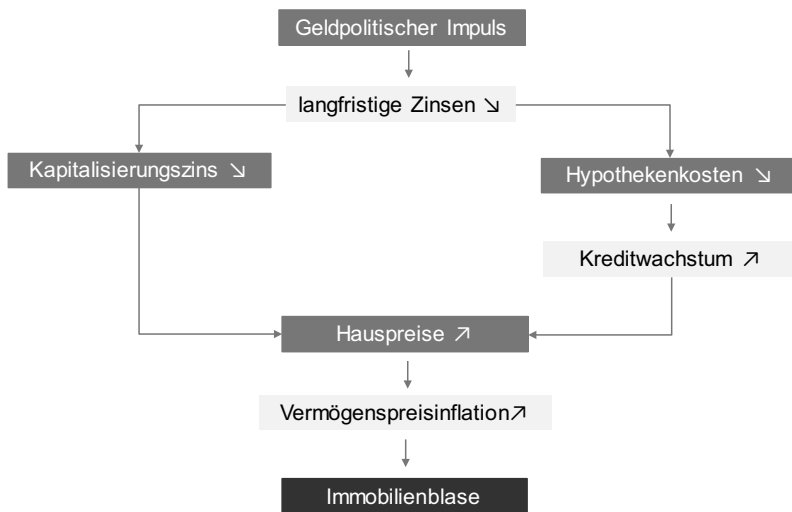 Geldpolitischer Impuls
langfristige Zinsen ↘
Kapitalisierungszins ↘
Hypothekenkosten ↘
Kreditwachstum ↗
Hauspreise ↗
Vermögenspreisinflation↗
Immobilienblase